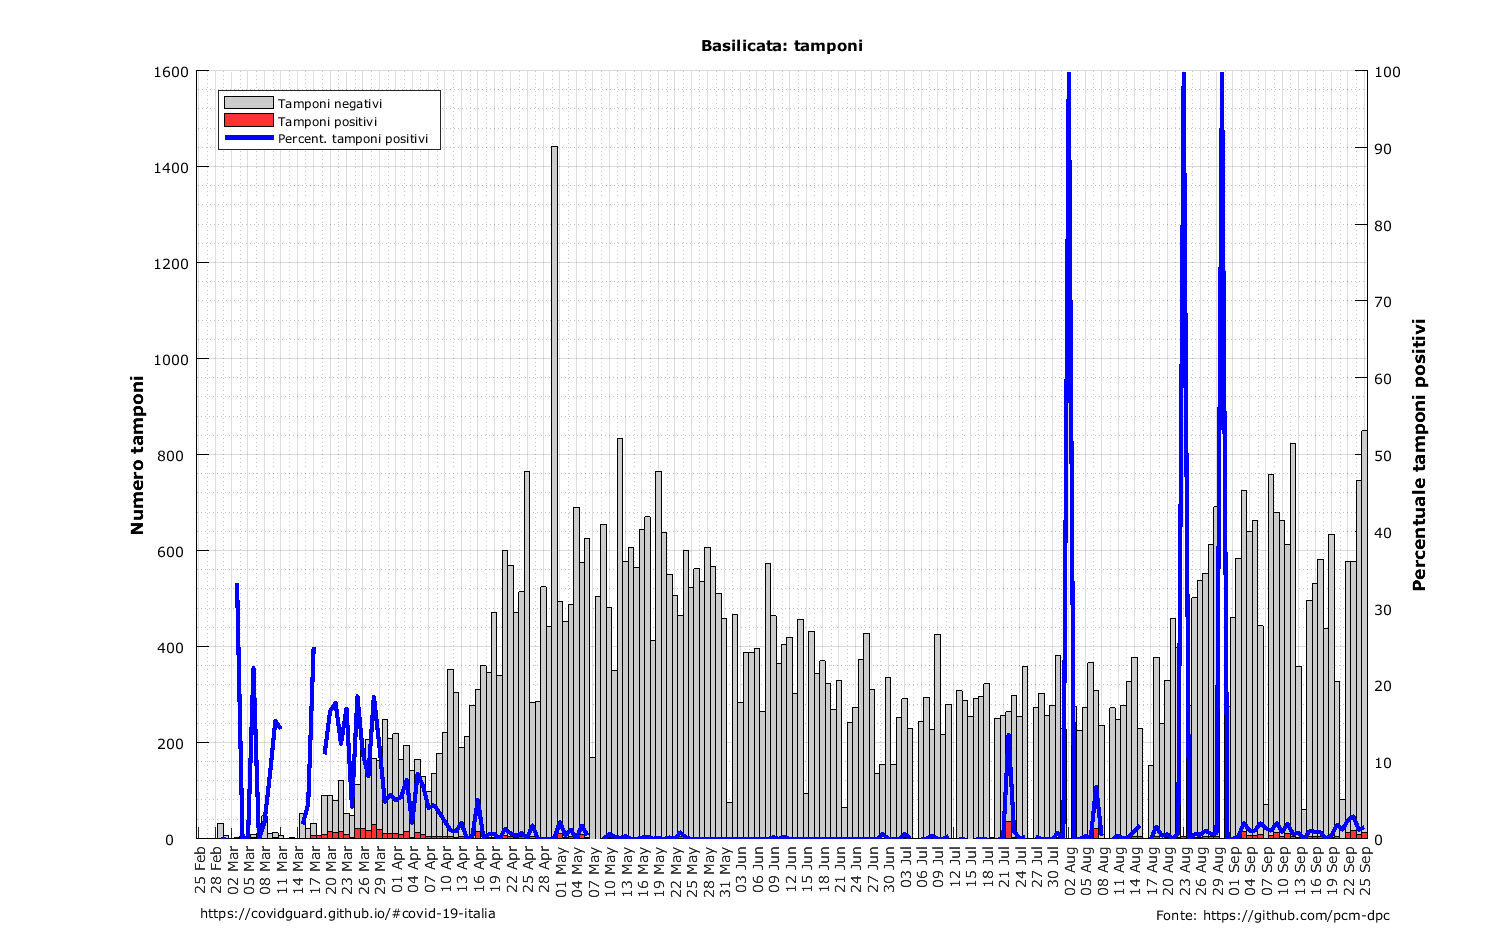 Basilicata: tamponi
1600
1400
1200
1000
800
600
400
200
0
100
90
80
70
60
50
40
30
20
10
0
Tamponi negativi
Tamponi positivi
Percent. tamponi positivi
Numero tamponi
Percentuale tamponi positivi
25 Feb
28 Feb
02 Mar
05 Mar
08 Mar
11 Mar
14 Mar
17 Mar
20 Mar
23 Mar
26 Mar
29 Mar
01 Apr
04 Apr
07 Apr
10 Apr
13 Apr
16 Apr
19 Apr
22 Apr
25 Apr
28 Apr
01 May
04 May
07 May
10 May
13 May
16 May
19 May
22 May
25 May
28 May
31 May
03 Jun
06 Jun
09 Jun
12 Jun
15 Jun
18 Jun
21 Jun
24 Jun
27 Jun
30 Jun
03 Jul
06 Jul
09 Jul
12 Jul
15 Jul
18 Jul
21 Jul
24 Jul
27 Jul
30 Jul
02 Aug
05 Aug
08 Aug
11 Aug
14 Aug
17 Aug
20 Aug
23 Aug
26 Aug
29 Aug
01 Sep
04 Sep
07 Sep
10 Sep
13 Sep
16 Sep
19 Sep
22 Sep
25 Sep
https://covidguard.github.io/#covid-19-italia
Fonte: https://github.com/pcm-dpc